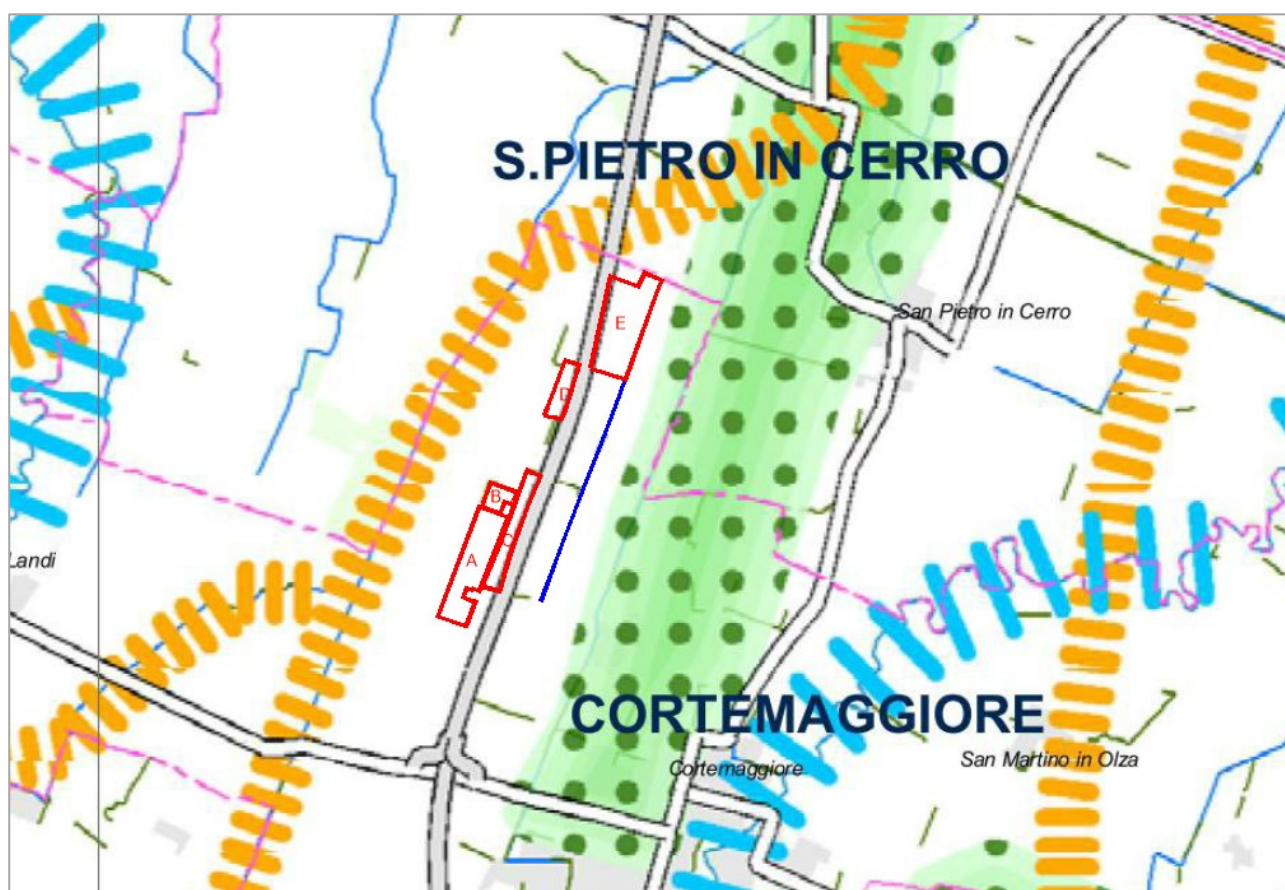 S.PIETRO IN CERRO
San Pietro in Cerro
E
D
B
C
A
Landi
CORTEMAGGIORE
San Martino in Olza
Cortemaggiore